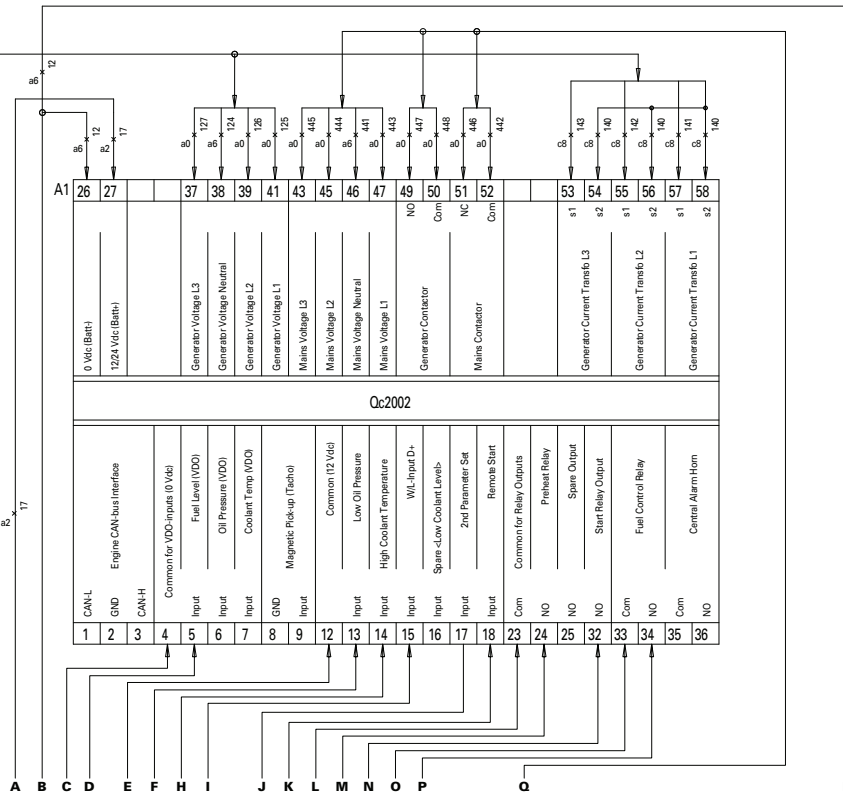 12
a6
12
a6
17
a2
127
a0
124
a6
126
a0
125
a0
445
a0
444
a0
441
a6
443
a0
447
a0
448
a0
446
a0
442
a0
143
c8
140
c8
142
c8
140
c8
141
c8
140
c8
A1
26 27 37 38 39 41 43 45 46 47 49 50 51 52 53 54 55 56 57 58
NO
Com
NC
Com
s1
s2
s1
s2
s1
s2
0 Vdc (Batt-)
12/24 Vdc (Batt+)
Generator Voltage L3
Generator Voltage Neutral
Generator Voltage L2
Generator Voltage L1
Mains Voltage L3
Mains Voltage L2
Mains Voltage Neutral
Mains Voltage L1
Generator Contactor
Mains Contactor
Generator Current Transfo L3
Generator Current Transfo L2
Generator Current Transfo L1
Qc2002
Engine CAN-bus Interface
Common for VDO-inputs (0 Vdc)
Fuel Level (VDO)
Oil Pressure (VDO)
Coolant Temp (VDO)
Magnetic Pick-up (Tacho)
Common (12 Vdc)
Low Oil Pressure
High Coolant Temperature
W/L-Input D+
Spare <Low Coolant Level>
2nd Parameter Set
Remote Start
Common for Relay Outputs
Preheat Relay
Spare Output
Start Relay Output
Fuel Control Relay
Central Alarm Horn
17
a2
CAN-L
GND
CAN-H
Input
Input
Input
GND
Input
Input
Input
Input
Input
Input
Input
Com
NO
NO
NO
Com
NO
Com
NO
1 2 3 4 5 6 7 8 9 12 13 14 15 16 17 18 23 24 25 32 33 34 35 36
A B C D E F H I J K L M N O P Q